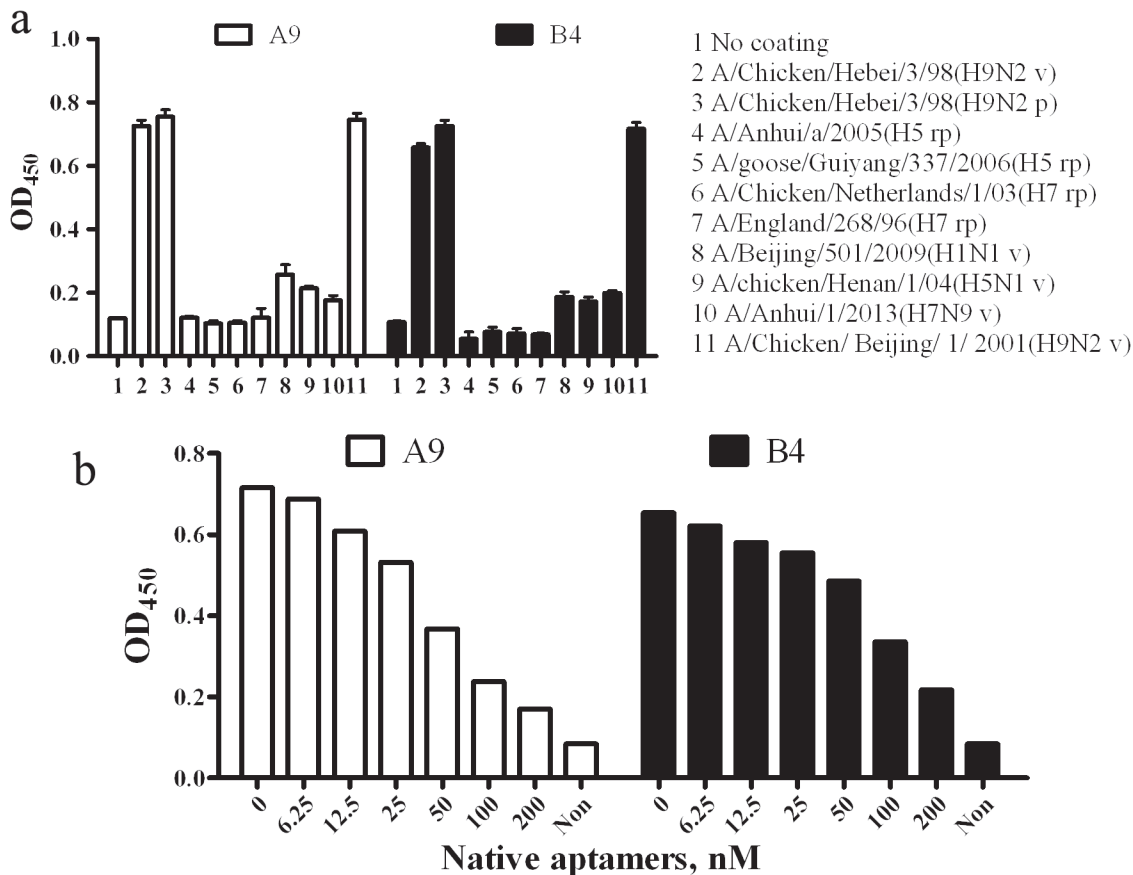 a
A9
B4
1.0
0.8
0.6
0.4
0.2
0.0
OD450
1 2 3 4 5 6 7 8 9 10 11 1 2 3 4 5 6 7 8 9 10 11
1 No coating
2 A/Chicken/Hebei/3/98(H9N2 v)
3 A/Chicken/Hebei/3/98(H9N2 p)
4 A/Anhui/a/2005(H5 rp)
5 A/goose/Guiyang/337/2006(H5 rp)
6 A/Chicken/Netherlands/1/03(H7 rp)
7 A/England/268/96(H7 rp)
8 A/Beijing/501/2009(H1N1 v)
9 A/chicken/Henan/1/04(H5N1 v)
10 A/Anhui/1/2013(H7N9 v)
11 A/Chicken/ Beijing/ 1/ 2001(H9N2 v)
b
A9
B4
0.8
0.6
0.4
0.2
0.0
OD450
0 6.25 12.5 25 50 100 200 Non 0 6.25 12.5 25 50 100 200 Non
Native aptamers, nM